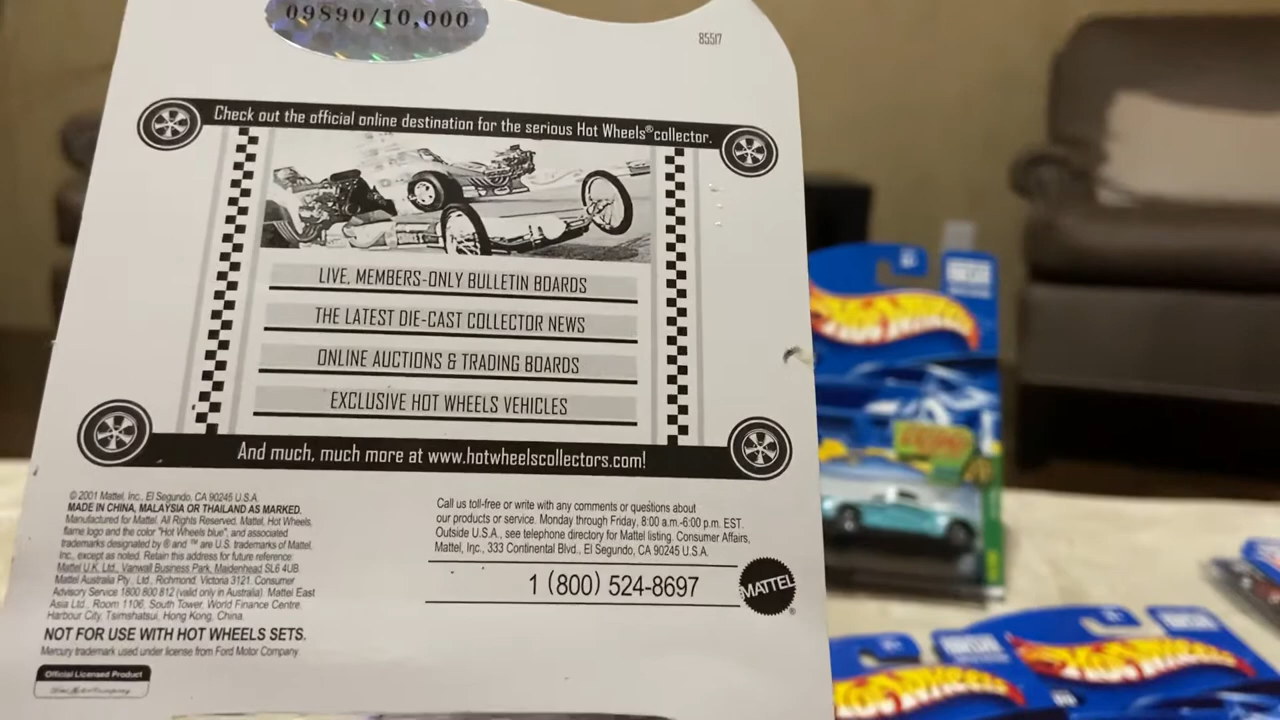 09890/10,000
85517
Check out the official online destination for the serious Hot Wheels® collector.
LIVE, MEMBERS-ONLY BULLETIN BOARDS
THE LATEST DIE-CAST COLLECTOR NEWS
ONLINE AUCTIONS & TRADING BOARDS
EXCLUSIVE HOT WHEELS VEHICLES
And much, much more at www.hotwheelscollectors.com!
© 2001 Mattel, Inc., El Segundo, CA 90245 U.S.A.
MADE IN CHINA, MALAYSIA OR THAILAND AS MARKED.
Manufactured for Mattel. All Rights Reserved. Mattel, Hot Wheels,
flame logo and the color "Hot Wheels blue", and associated
trademarks designated by ® and ™ are U.S. trademarks of Mattel,
Inc., except as noted. Retain this address for future reference:
Mattel U.K. Ltd., Vanwall Business Park, Maidenhead SL6 4UB.
Mattel Australia Pty., Ltd., Richmond, Victoria 3121. Consumer
Advisory Service 1800 800 812 (valid only in Australia). Mattel East
Asia Ltd., Room 1106, South Tower, World Finance Centre,
Harbour City, Tsimshatsui, Hong Kong, China.
NOT FOR USE WITH HOT WHEELS SETS.
Mercury trademark used under license from Ford Motor Company.
Official Licensed Product
Call us toll-free or write with any comments or questions about
our products or service. Monday through Friday, 8:00 a.m.-6:00 p.m. EST.
Outside U.S.A., see telephone directory for Mattel listing. Consumer Affairs,
Mattel, Inc., 333 Continental Blvd., El Segundo, CA 90245 U.S.A.
1 (800) 524-8697
MATTEL®
Hot Wheels
Hot Wheels
Hot Wheels